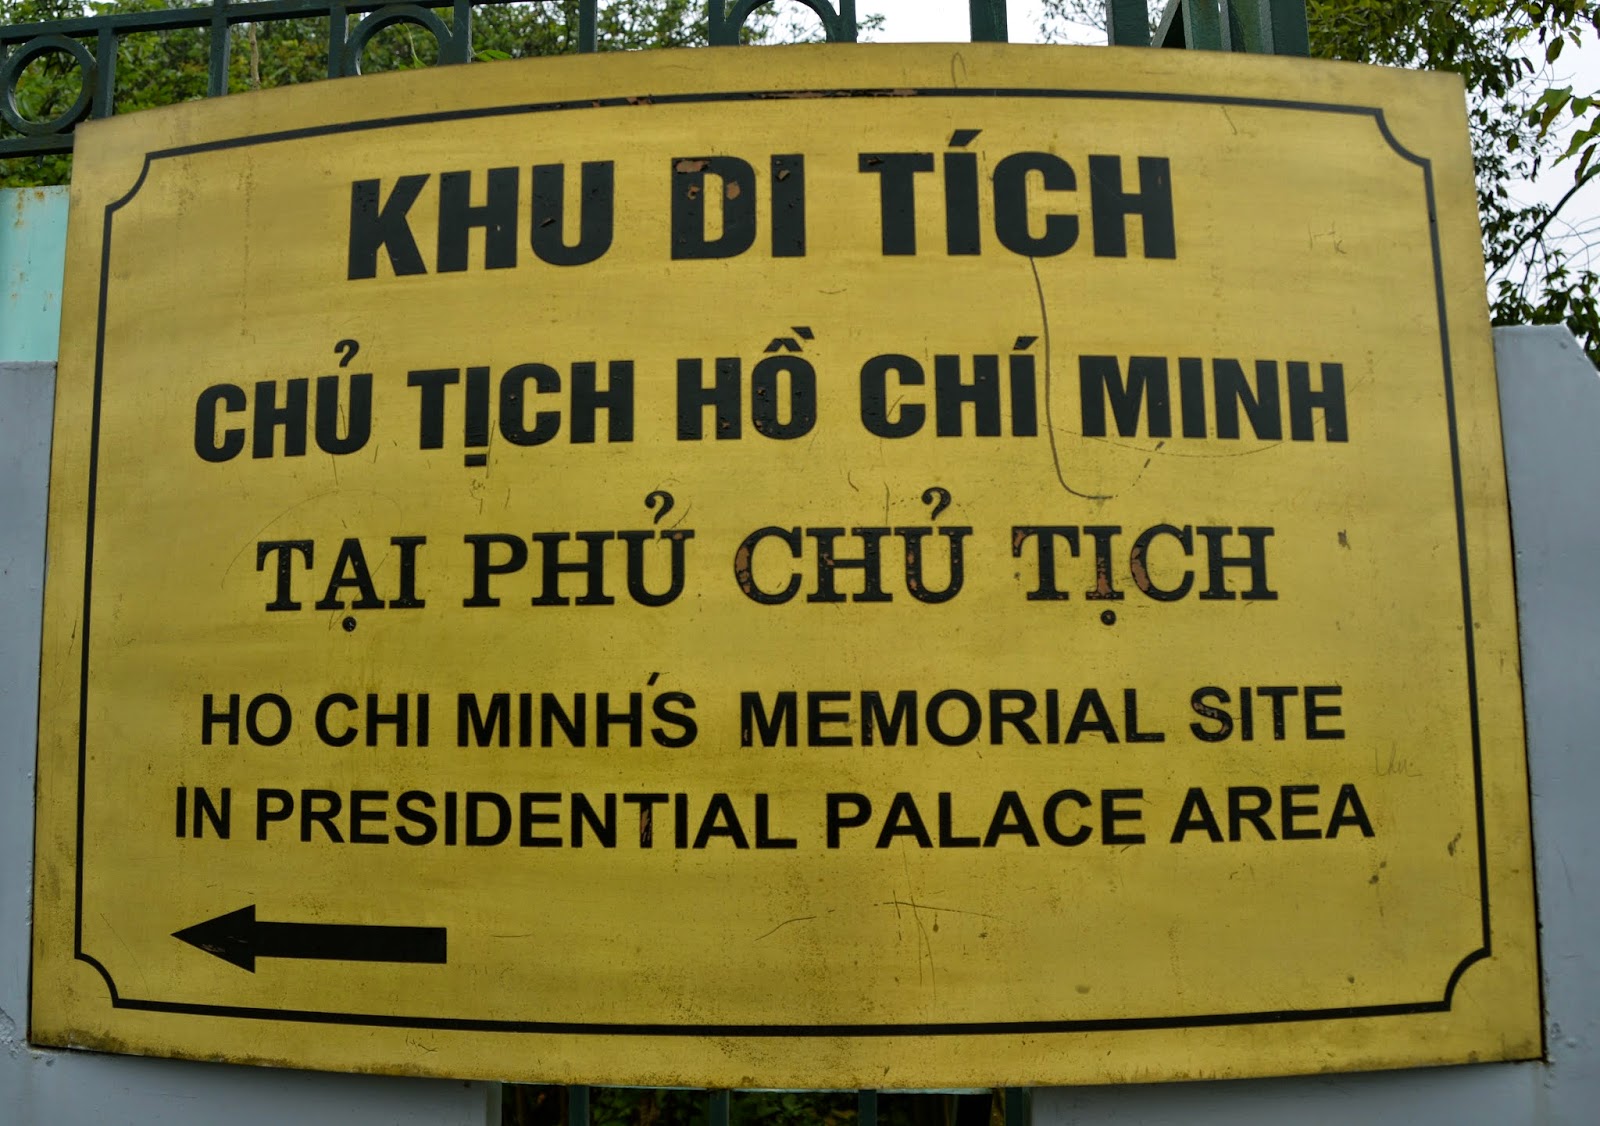 KHU DI TÍCH
CHỦ TỊCH HỒ CHÍ MINH
TẠI PHỦ CHỦ TỊCH
HO CHI MINH'S MEMORIAL SITE
IN PRESIDENTIAL PALACE AREA